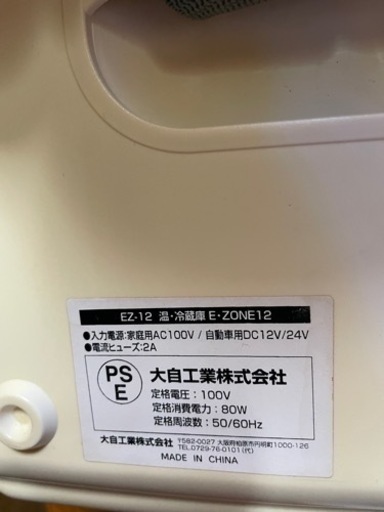 EZ-12 温・冷蔵庫 E・ZONE12
●入力電源:家庭用AC100V / 自動車用DC12V/24V
●電流ヒューズ:2A
PS
E
大自工業株式会社
定格電圧:100V
定格消費電力:80W
定格周波数:50/60Hz
大自工業株式会社 〒582-0027 大阪府柏原市円明町1000-126
TEL.0729-76-0101(代)
MADE IN CHINA